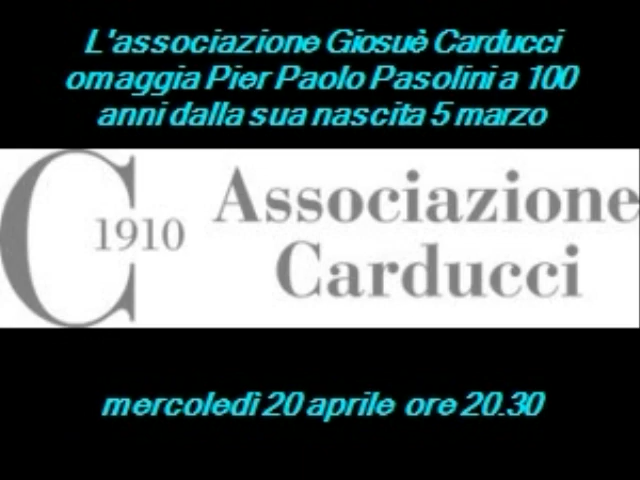 L'associazione Giosuè Carducci
omaggia Pier Paolo Pasolini a 100
anni dalla sua nascita 5 marzo
C 1910 Associazione
Carducci
mercoledì 20 aprile ore 20.30